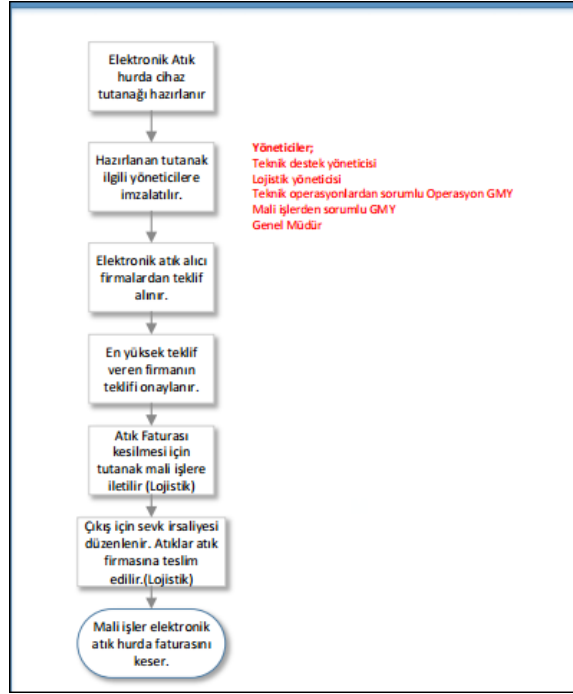 Elektronik Atık
hurda cihaz
tutanağı hazırlanır
Hazırlanan tutanak
ilgili yöneticilere
imzalatılır.
Yöneticiler;
Teknik destek yöneticisi
Lojistik yöneticisi
Teknik operasyonlardan sorumlu Operasyon GMY
Mali işlerden sorumlu GMY
Genel Müdür
Elektronik atık alıcı
firmalardan teklif
alınır.
En yüksek teklif
veren firmanın
teklifi onaylanır.
Atık Faturası
kesilmesi için
tutanak mali işlere
iletilir (Lojistik)
Çıkış için sevk irsaliyesi
düzenlenir. Atıklar atık
firmasına teslim
edilir.(Lojistik)
Mali işler elektronik
atık hurda faturasını
keser.